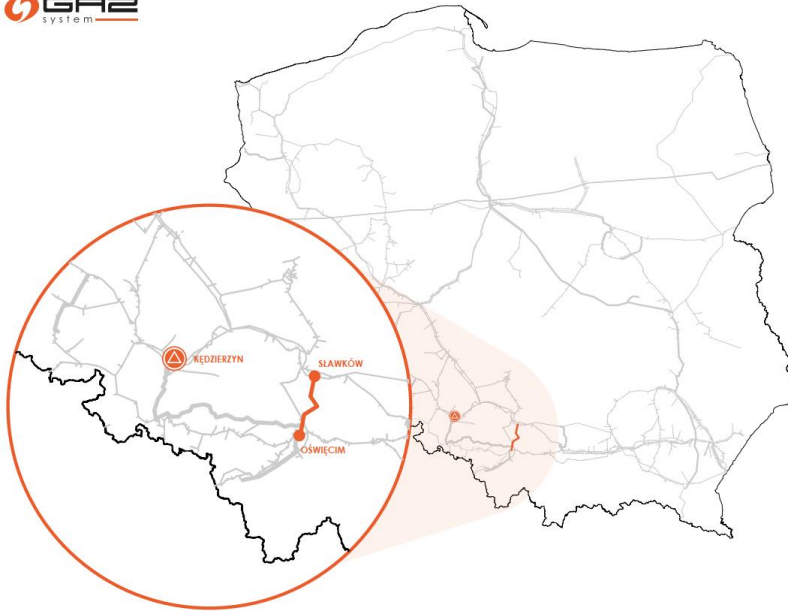 GAZ
system
KĘDZIERZYN
SŁAWKÓW
OŚWIĘCIM